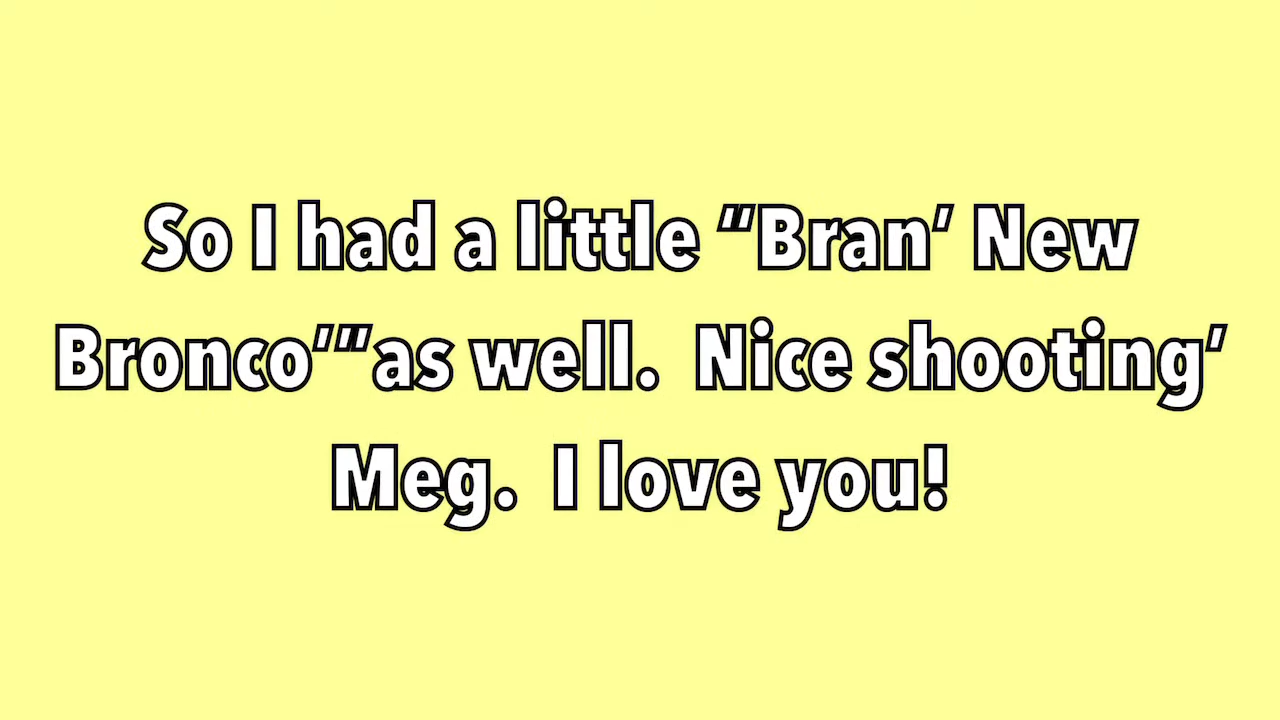 So I had a little “Bran’ New
Bronco’”as well.  Nice shooting’
Meg.  I love you!